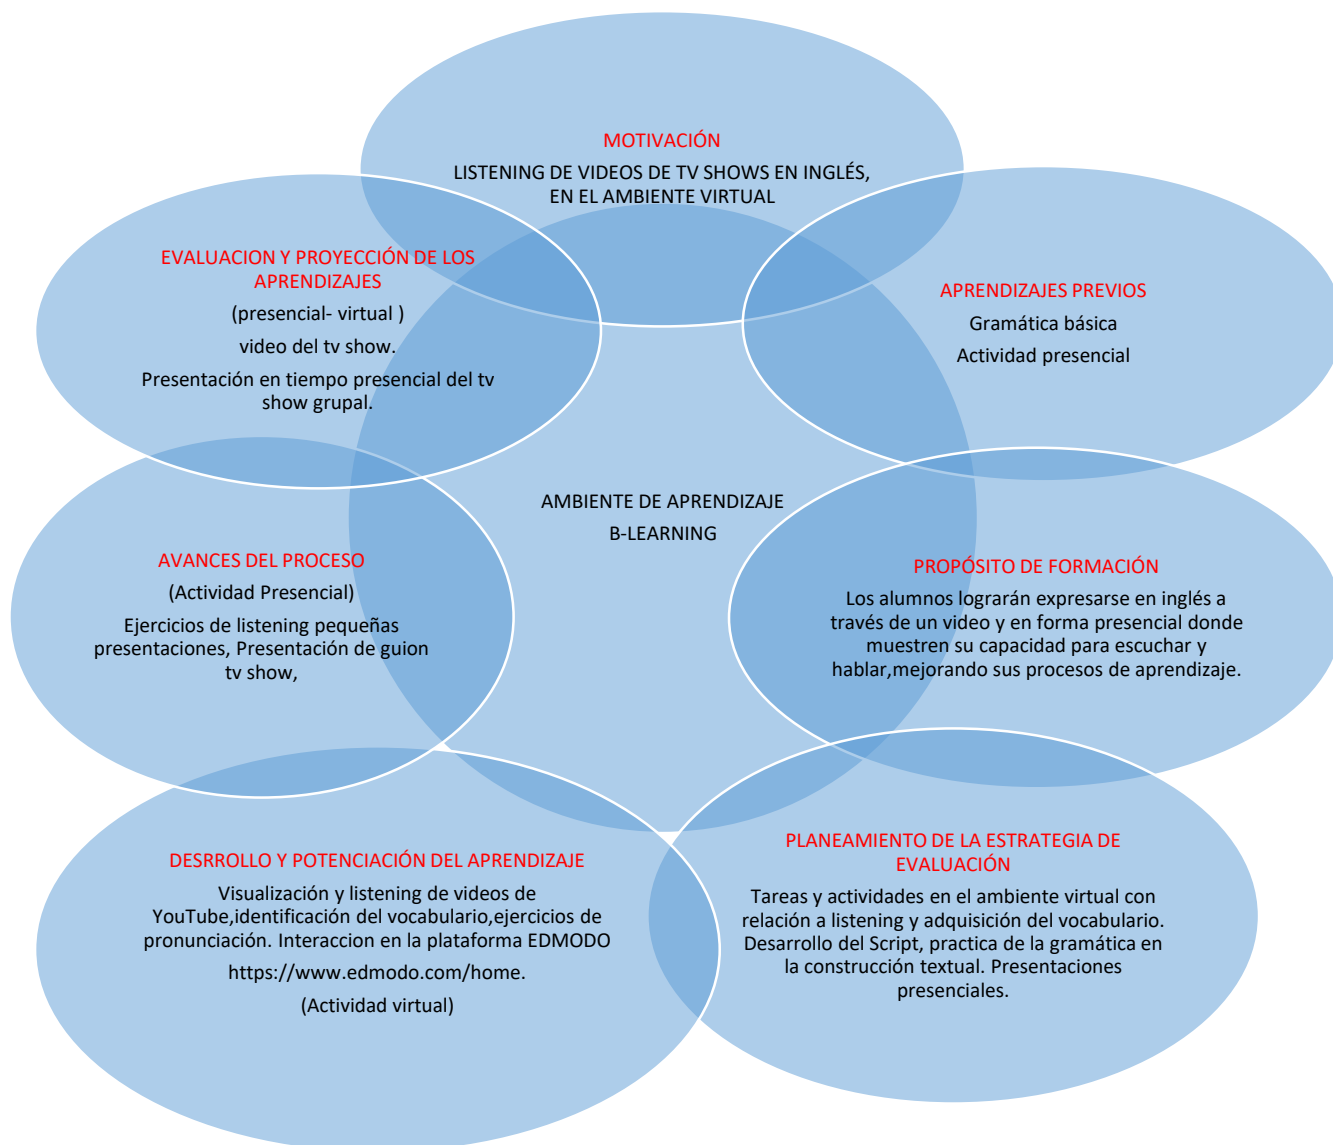 MOTIVACIÓN
LISTENING DE VIDEOS DE TV SHOWS EN INGLÉS,
EN EL AMBIENTE VIRTUAL
EVALUACION Y PROYECCIÓN DE LOS
APRENDIZAJES
(presencial- virtual )
video del tv show.
Presentación en tiempo presencial del tv
show grupal.
APRENDIZAJES PREVIOS
Gramática básica
Actividad presencial
AMBIENTE DE APRENDIZAJE
B-LEARNING
AVANCES DEL PROCESO
(Actividad Presencial)
Ejercicios de listening pequeñas
presentaciones, Presentación de guion
tv show,
PROPÓSITO DE FORMACIÓN
Los alumnos lograrán expresarse en inglés a
través de un video y en forma presencial donde
muestren su capacidad para escuchar y
hablar,mejorando sus procesos de aprendizaje.
DESRROLLO Y POTENCIACIÓN DEL APRENDIZAJE
Visualización y listening de videos de
YouTube,identificación del vocabulario,ejercicios de
pronunciación. Interaccion en la plataforma EDMODO
https://www.edmodo.com/home.
(Actividad virtual)
PLANEAMIENTO DE LA ESTRATEGIA DE
EVALUACIÓN
Tareas y actividades en el ambiente virtual con
relación a listening y adquisición del vocabulario.
Desarrollo del Script, practica de la gramática en
la construcción textual. Presentaciones
presenciales.